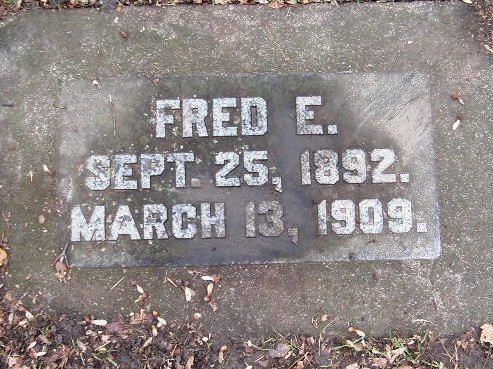 FRED E.
SEPT. 25, 1892.
MARCH 13, 1909.